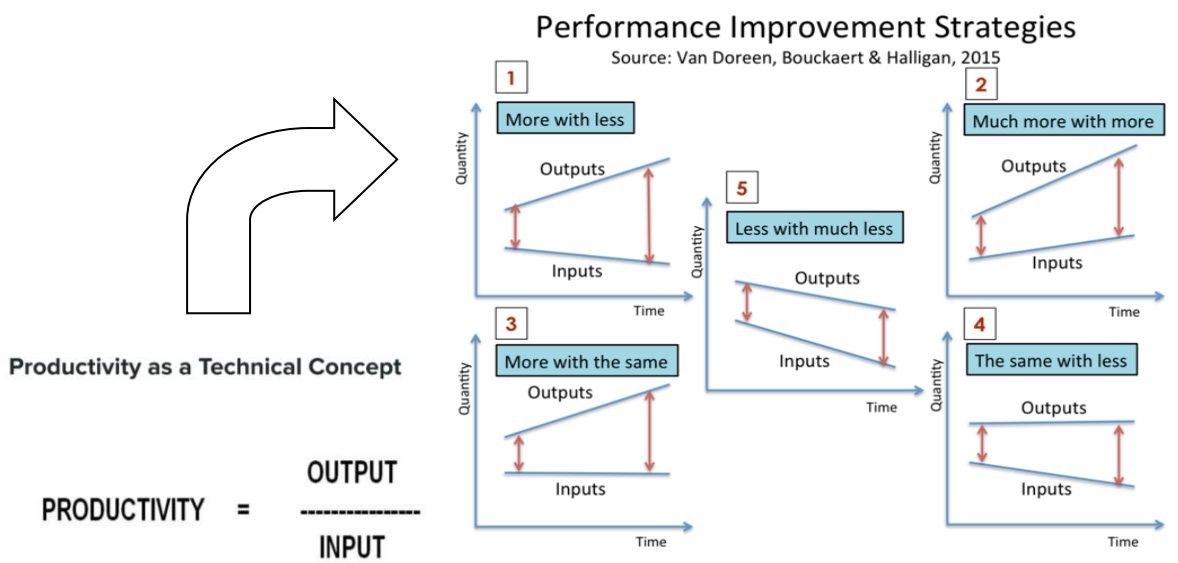 Performance Improvement Strategies
Source: Van Doreen, Bouckaert & Halligan, 2015
1
More with less
Quantity
Outputs
Inputs
Time
2
Much more with more
Quantity
Outputs
Inputs
Time
5
Less with much less
Quantity
Outputs
Inputs
Time
3
More with the same
Quantity
Outputs
Inputs
Time
4
The same with less
Quantity
Outputs
Inputs
Time
Productivity as a Technical Concept
OUTPUT
PRODUCTIVITY = ----------------
INPUT